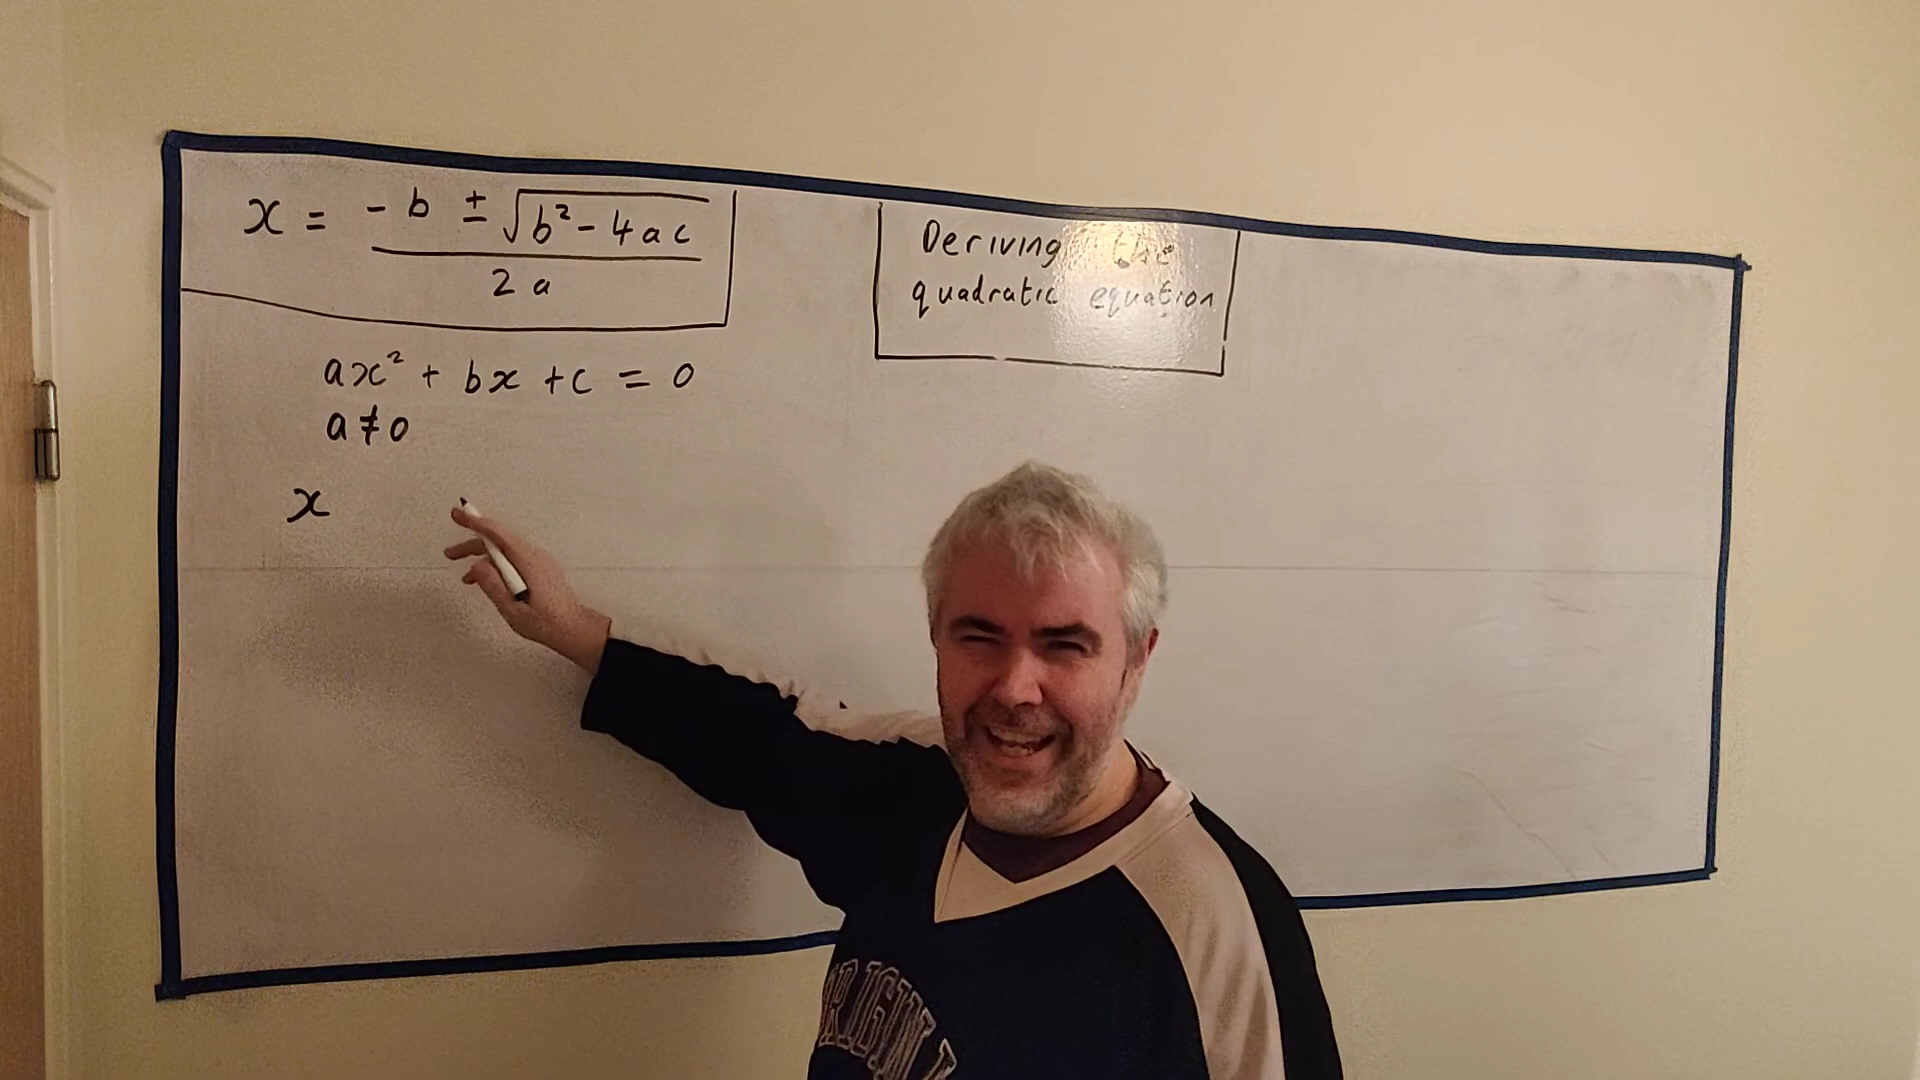 x = -b ± √b² - 4ac
2a
ax² + bx + c = 0
a ≠ 0
x
Deriving the
quadratic equation